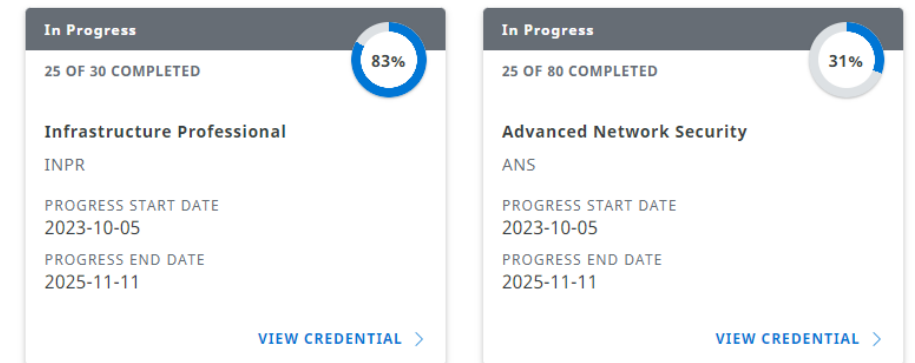 In Progress
25 OF 30 COMPLETED
83%
Infrastructure Professional
INPR
PROGRESS START DATE
2023-10-05
PROGRESS END DATE
2025-11-11
VIEW CREDENTIAL
In Progress
25 OF 80 COMPLETED
31%
Advanced Network Security
ANS
PROGRESS START DATE
2023-10-05
PROGRESS END DATE
2025-11-11
VIEW CREDENTIAL